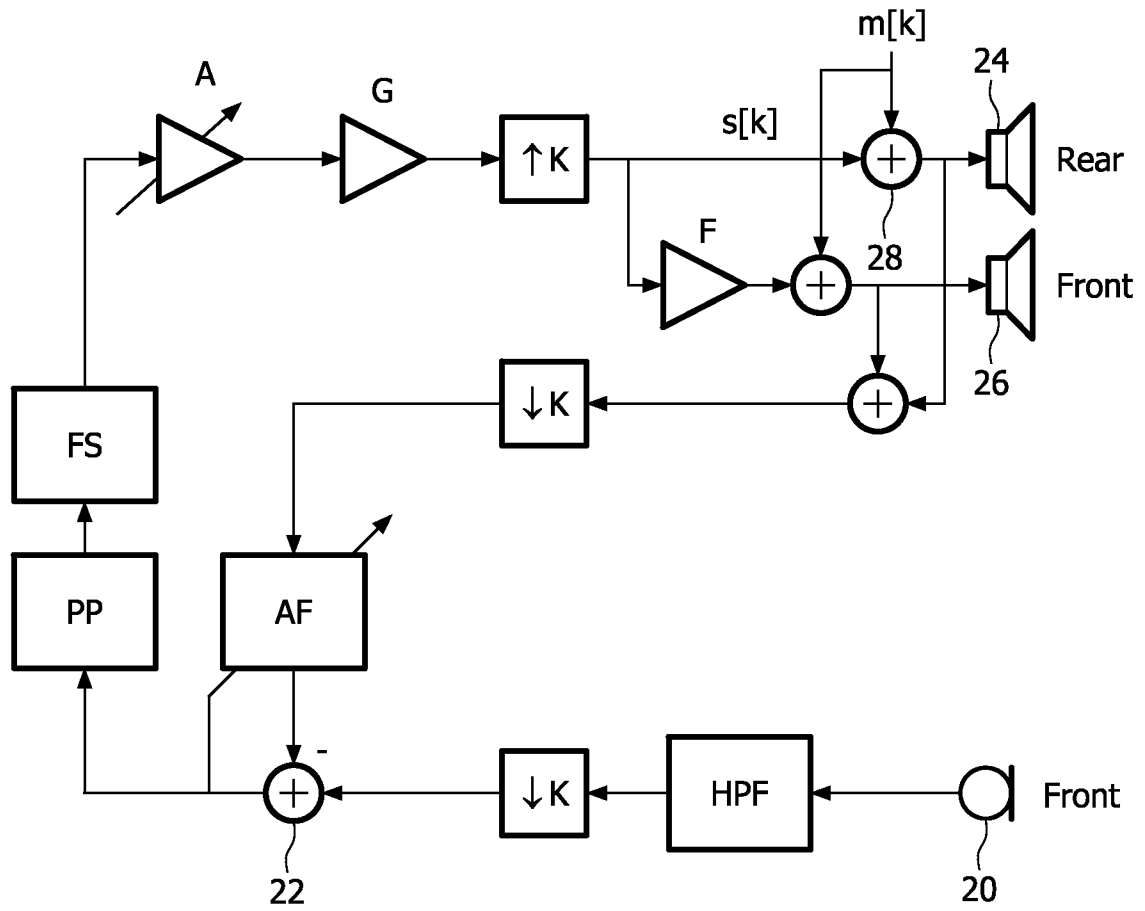 m[k]
24
A
G
s[k]
↑K
+
Rear
28
F
+
Front
26
↓K
+
FS
PP
AF
-
+
↓K
HPF
Front
22
20